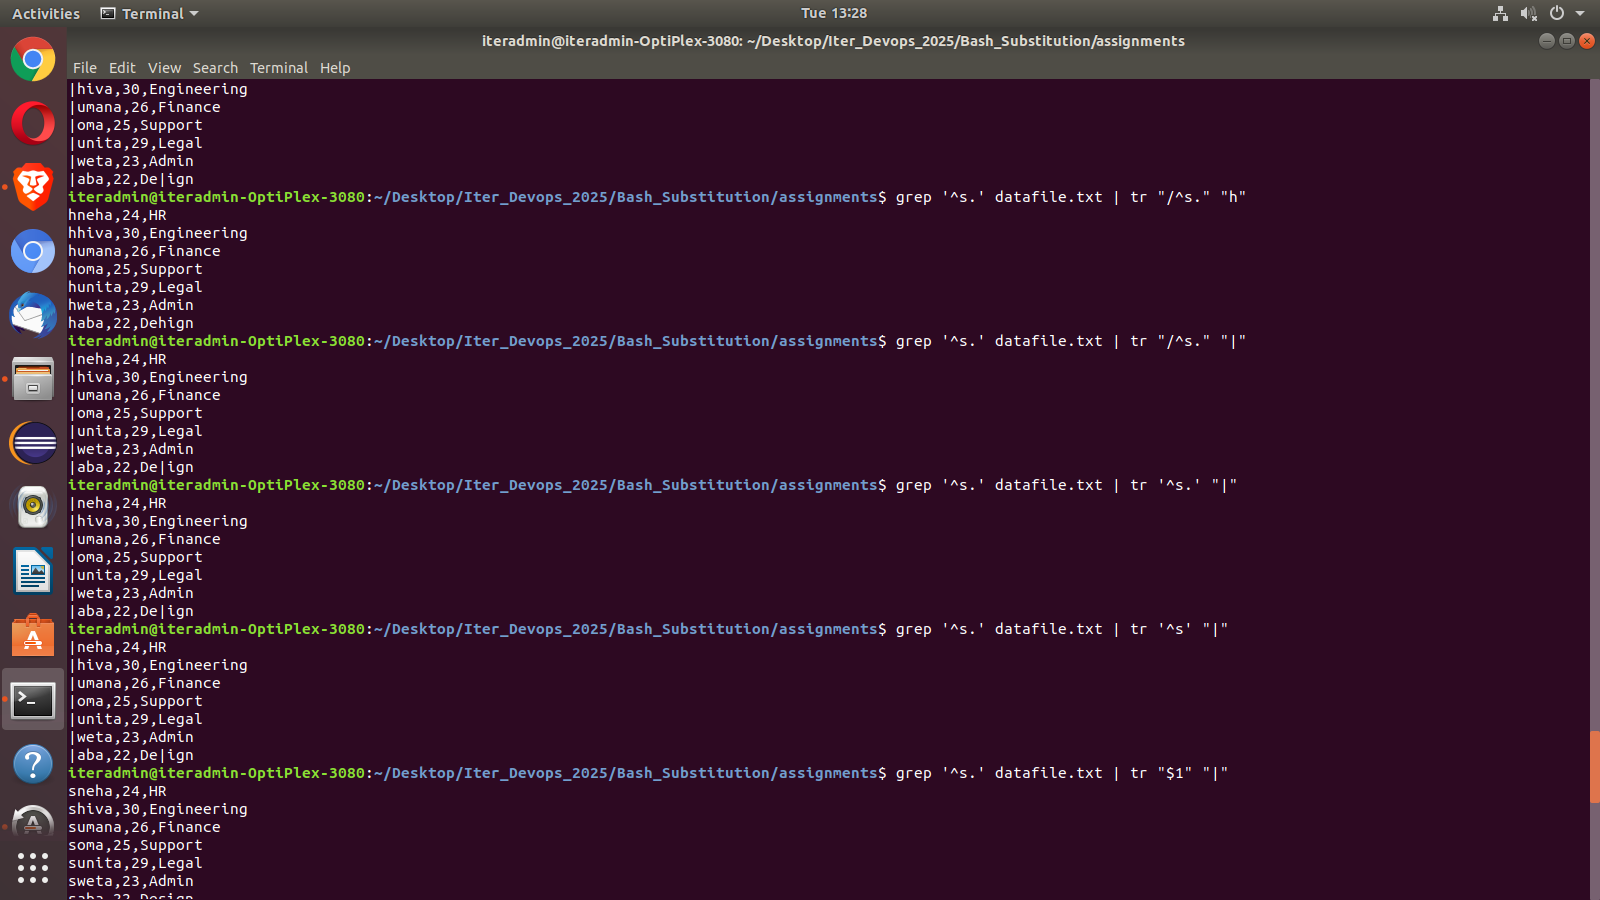 Activities Terminal Tue 13:28
iteradmin@iteradmin-OptiPlex-3080: ~/Desktop/Iter_Devops_2025/Bash_Substitution/assignments
File Edit View Search Terminal Help
|hiva,30,Engineering
|umana,26,Finance
|oma,25,Support
|unita,29,Legal
|weta,23,Admin
|aba,22,De|ign
iteradmin@iteradmin-OptiPlex-3080:~/Desktop/Iter_Devops_2025/Bash_Substitution/assignments$ grep '^s.' datafile.txt | tr "/^s." "h"
hneha,24,HR
hhiva,30,Engineering
humana,26,Finance
homa,25,Support
hunita,29,Legal
hweta,23,Admin
haba,22,Dehign
iteradmin@iteradmin-OptiPlex-3080:~/Desktop/Iter_Devops_2025/Bash_Substitution/assignments$ grep '^s.' datafile.txt | tr "/^s." "|"
|neha,24,HR
|hiva,30,Engineering
|umana,26,Finance
|oma,25,Support
|unita,29,Legal
|weta,23,Admin
|aba,22,De|ign
iteradmin@iteradmin-OptiPlex-3080:~/Desktop/Iter_Devops_2025/Bash_Substitution/assignments$ grep '^s.' datafile.txt | tr '^s.' "|"
|neha,24,HR
|hiva,30,Engineering
|umana,26,Finance
|oma,25,Support
|unita,29,Legal
|weta,23,Admin
|aba,22,De|ign
iteradmin@iteradmin-OptiPlex-3080:~/Desktop/Iter_Devops_2025/Bash_Substitution/assignments$ grep '^s.' datafile.txt | tr '^s' "|"
|neha,24,HR
|hiva,30,Engineering
|umana,26,Finance
|oma,25,Support
|unita,29,Legal
|weta,23,Admin
|aba,22,De|ign
iteradmin@iteradmin-OptiPlex-3080:~/Desktop/Iter_Devops_2025/Bash_Substitution/assignments$ grep '^s.' datafile.txt | tr "$1" "|"
sneha,24,HR
shiva,30,Engineering
sumana,26,Finance
soma,25,Support
sunita,29,Legal
sweta,23,Admin
saba,22,Design